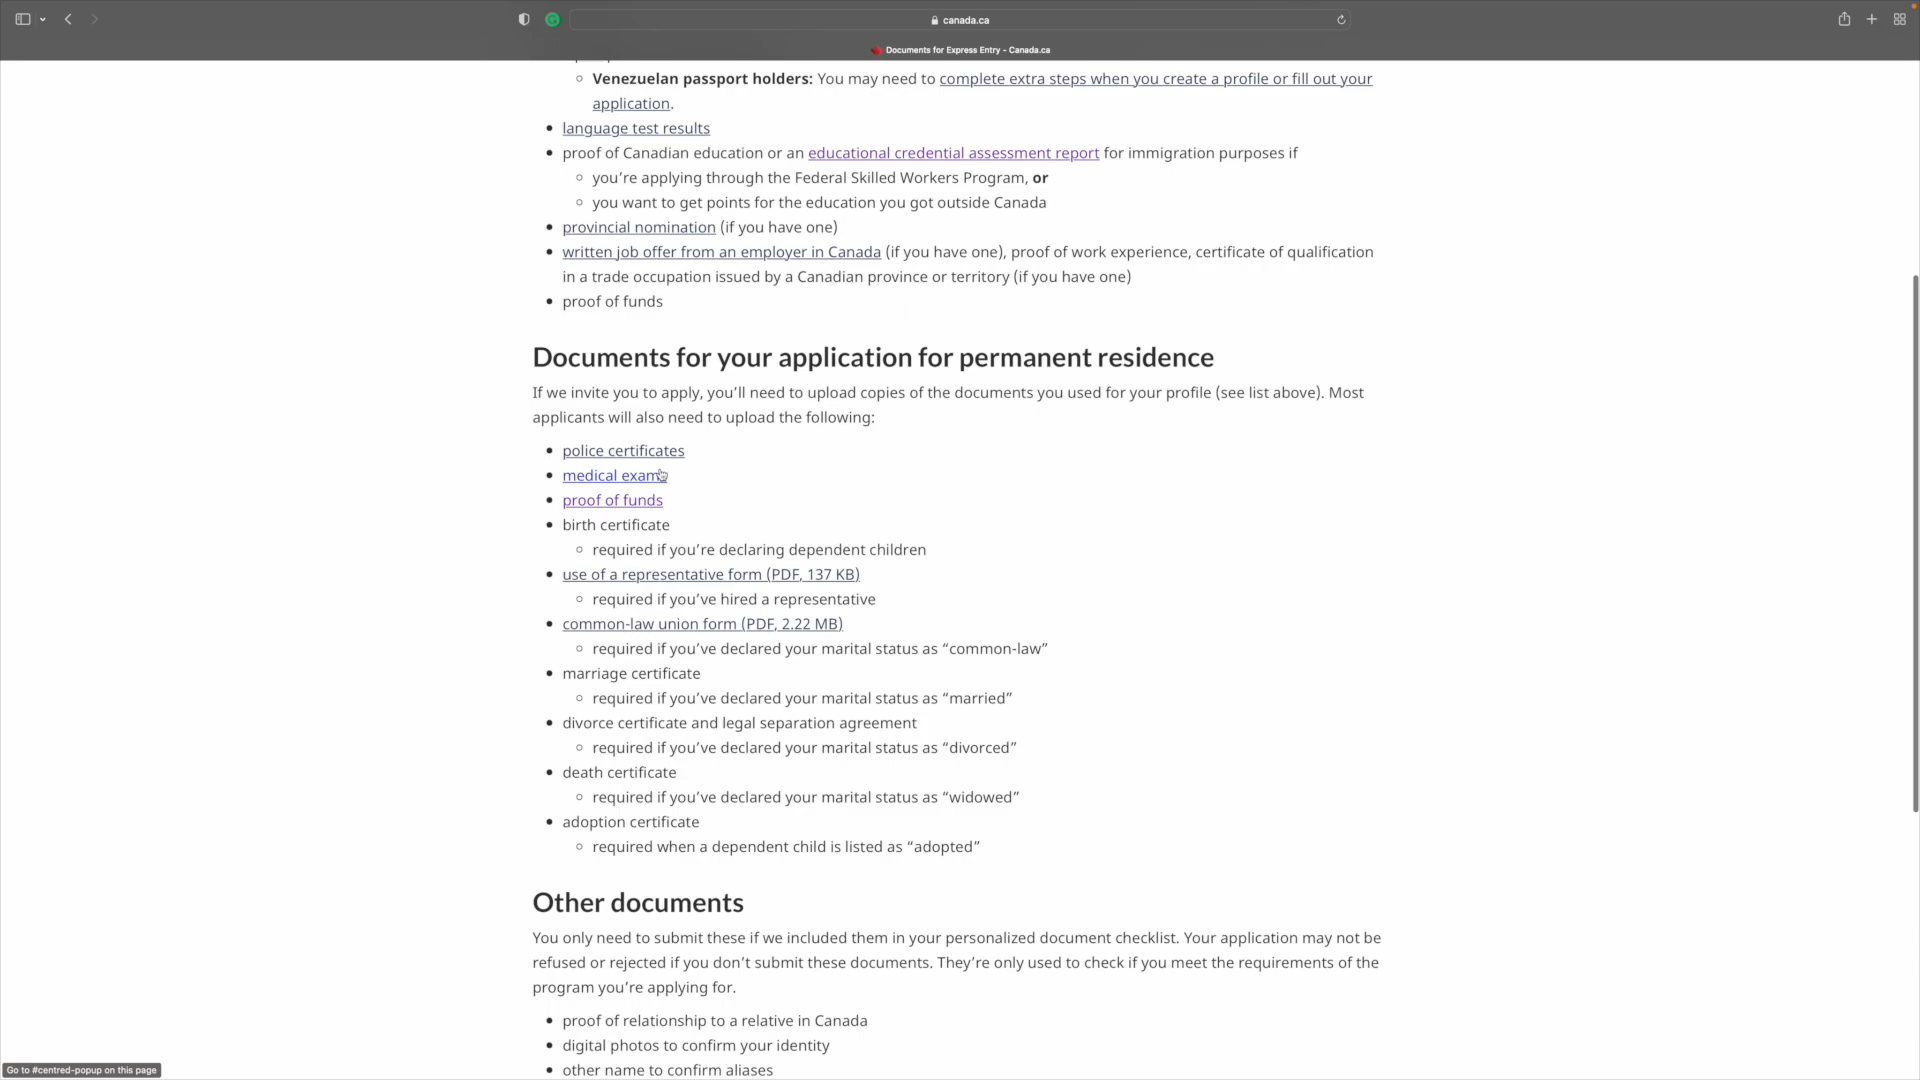 canada.ca
Documents for Express Entry - Canada.ca
Venezuelan passport holders: You may need to complete extra steps when you create a profile or fill out your
application.
language test results
proof of Canadian education or an educational credential assessment report for immigration purposes if
you’re applying through the Federal Skilled Workers Program, or
you want to get points for the education you got outside Canada
provincial nomination (if you have one)
written job offer from an employer in Canada (if you have one), proof of work experience, certificate of qualification
in a trade occupation issued by a Canadian province or territory (if you have one)
proof of funds
Documents for your application for permanent residence
If we invite you to apply, you’ll need to upload copies of the documents you used for your profile (see list above). Most
applicants will also need to upload the following:
police certificates
medical exam
proof of funds
birth certificate
required if you’re declaring dependent children
use of a representative form (PDF, 137 KB)
required if you’ve hired a representative
common-law union form (PDF, 2.22 MB)
required if you’ve declared your marital status as “common-law”
marriage certificate
required if you’ve declared your marital status as “married”
divorce certificate and legal separation agreement
required if you’ve declared your marital status as “divorced”
death certificate
required if you’ve declared your marital status as “widowed”
adoption certificate
required when a dependent child is listed as “adopted”
Other documents
You only need to submit these if we included them in your personalized document checklist. Your application may not be
refused or rejected if you don’t submit these documents. They’re only used to check if you meet the requirements of the
program you’re applying for.
proof of relationship to a relative in Canada
digital photos to confirm your identity
other name to confirm aliases
Go to #centred-popup on this page